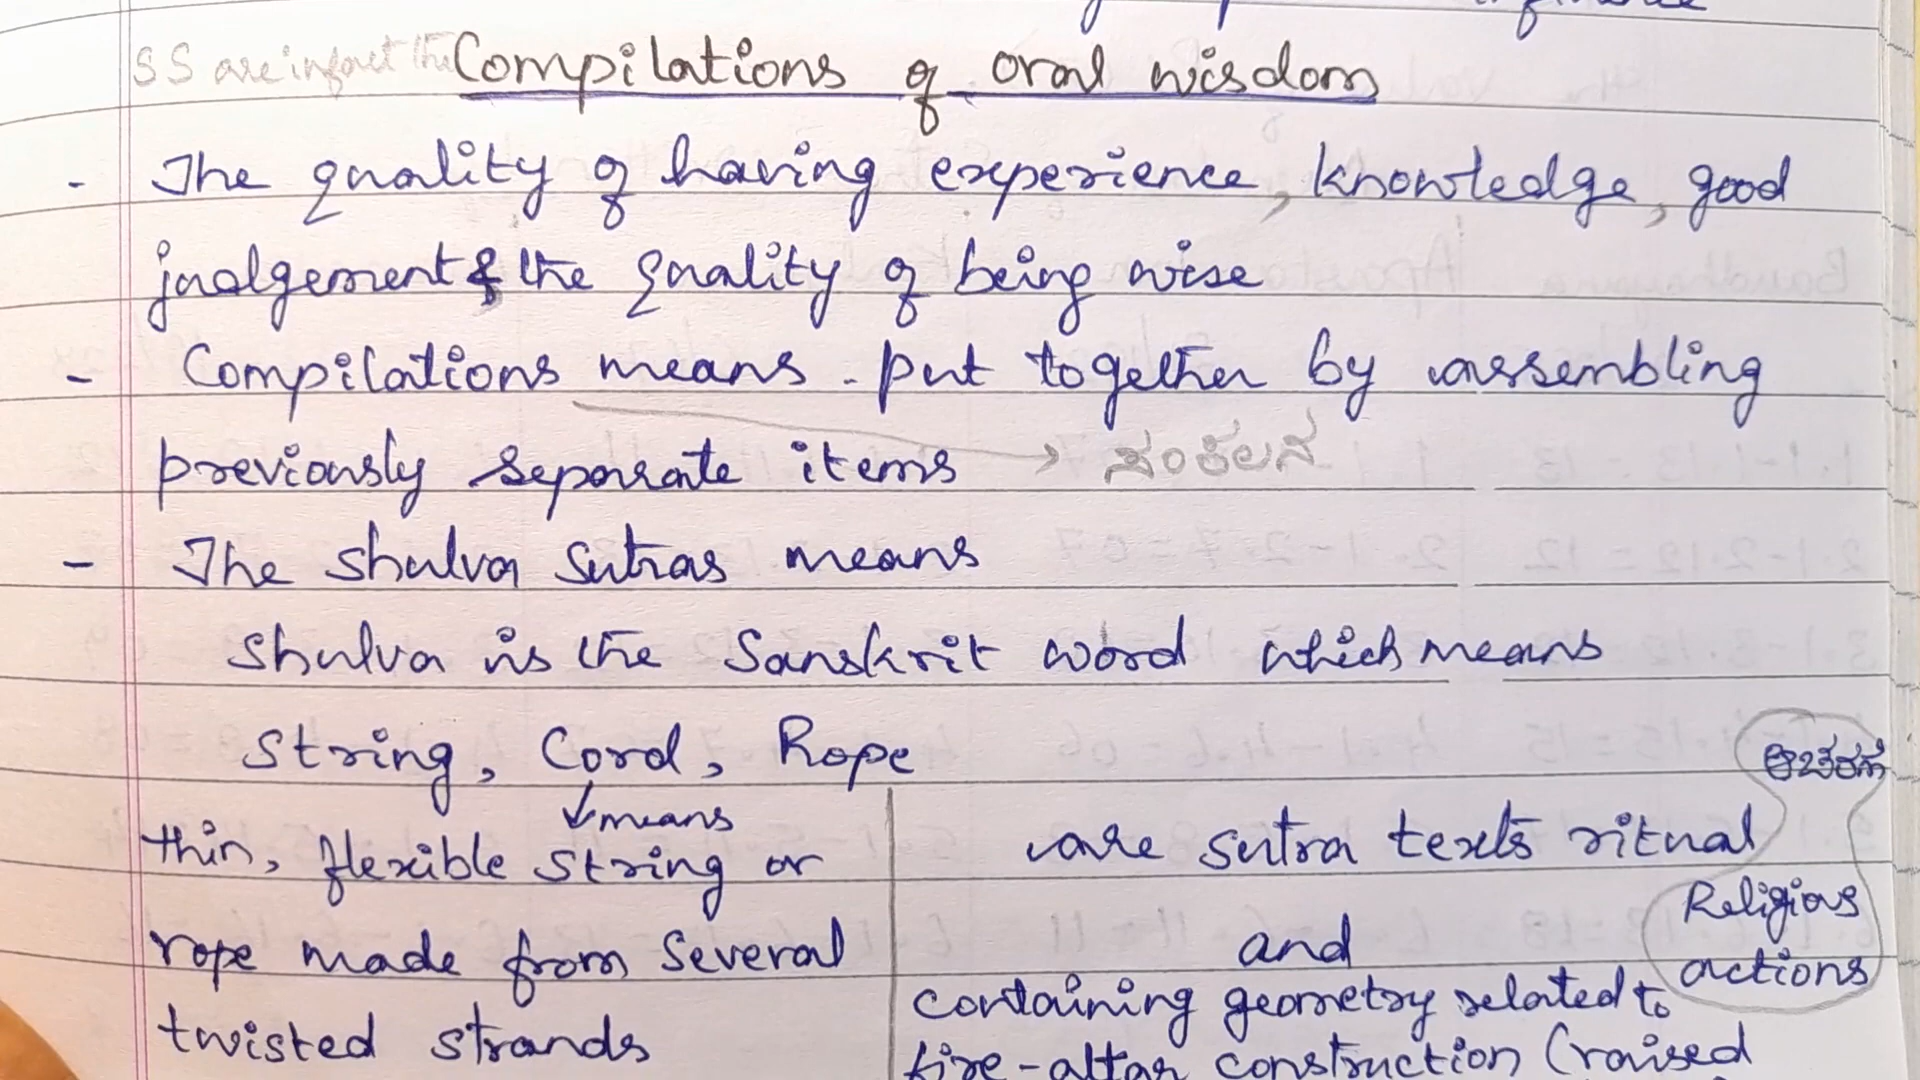 SS are infact the Compilations of oral wisdom
- The quality of having experience, knowledge, good
judgement & the quality of being wise
- Compilations means - put together by assembling
previously separate items → ಸಂಕಲನ
- The Shulva Sutras means
Shulva is the Sanskrit word which means
String, Cord, Rope
↓ means
thin, flexible string or
rope made from several
twisted strands
ಆಚರಣೆ
are sutra texts ritual
Religious
actions
and
containing geometry related to
fire-altar construction (raised